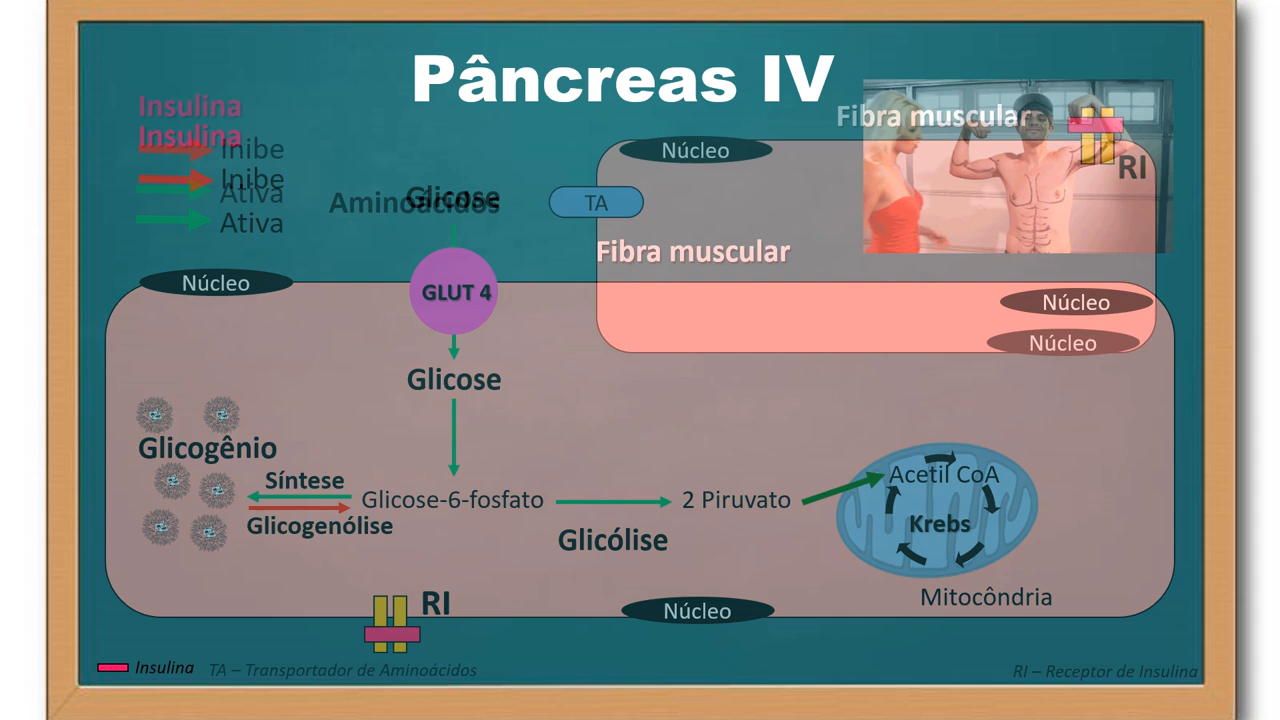 Pâncreas IV
Insulina
Insulina
Inibe
Inibe
Ativa
Ativa
Fibra muscular
Núcleo
RI
Glicose
Aminoácidos
TA
Fibra muscular
Núcleo
GLUT 4
Núcleo
Núcleo
Glicose
Glicogênio
Síntese
Glicogenólise
Glicose-6-fosfato
2 Piruvato
Glicólise
Acetil CoA
Krebs
Mitocôndria
RI
Núcleo
Insulina
TA – Transportador de Aminoácidos
RI – Receptor de Insulina